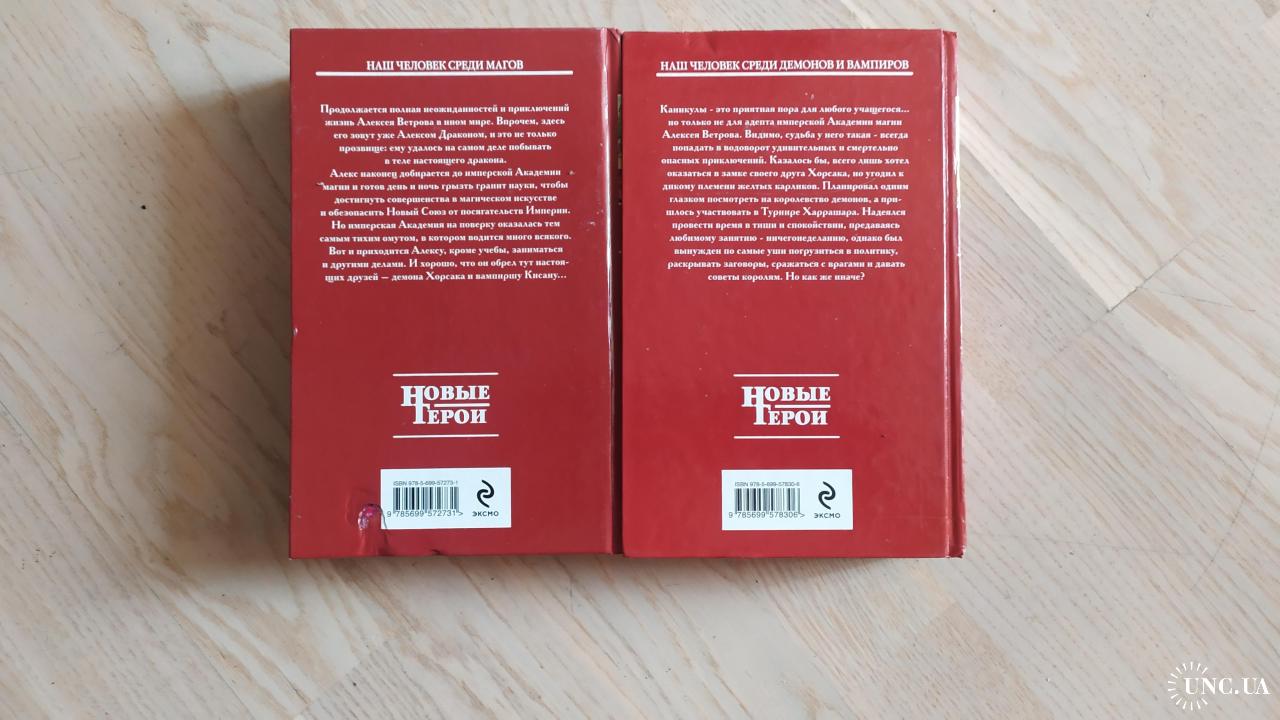 НАШ ЧЕЛОВЕК СРЕДИ МАГОВ
Продолжается полная неожиданностей и приключений
жизнь Алексея Ветрова в ином мире. Впрочем, здесь
его зовут уже Алексом Драконом, и это не только
прозвище: ему удалось на самом деле побывать
в теле настоящего дракона.
Алекс наконец добирается до имперской Академии
магии и готов день и ночь грызть гранит науки, чтобы
достигнуть совершенства в магическом искусстве
и обезопасить Новый Союз от посягательств Империи.
Но имперская Академия на поверку оказалась тем
самым тихим омутом, в котором водится много всякого.
Вот и приходится Алексу, кроме учебы, заниматься
и другими делами. И хорошо, что он обрел тут настоя-
щих друзей — демона Хорсака и вампиршу Кисану...
НОВЫЕ
ГЕРОИ
ISBN 978-5-699-57273-1
9 785699 572731 >
ЭКСМО
НАШ ЧЕЛОВЕК СРЕДИ ДЕМОНОВ И ВАМПИРОВ
Каникулы - это приятная пора для любого учащегося...
но только не для адепта имперской Академии магии
Алексея Ветрова. Видимо, судьба у него такая - всегда
попадать в водоворот удивительных и смертельно
опасных приключений. Казалось бы, всего лишь хотел
оказаться в замке своего друга Хорсака, но угодил к
дикому племени желтых карликов. Планировал одним
глазком посмотреть на королевство демонов, а при-
шлось участвовать в Турнире Харрашара. Надеялся
провести время в тиши и спокойствии, предаваясь
любимому занятию - ничегонеделанию, однако был
вынужден по самые уши погрузиться в политику,
раскрывать заговоры, сражаться с врагами и давать
советы королям. Но как же иначе?
НОВЫЕ
ГЕРОИ
ISBN 978-5-699-57830-6
9 785699 578306 >
ЭКСМО
UNC.UA